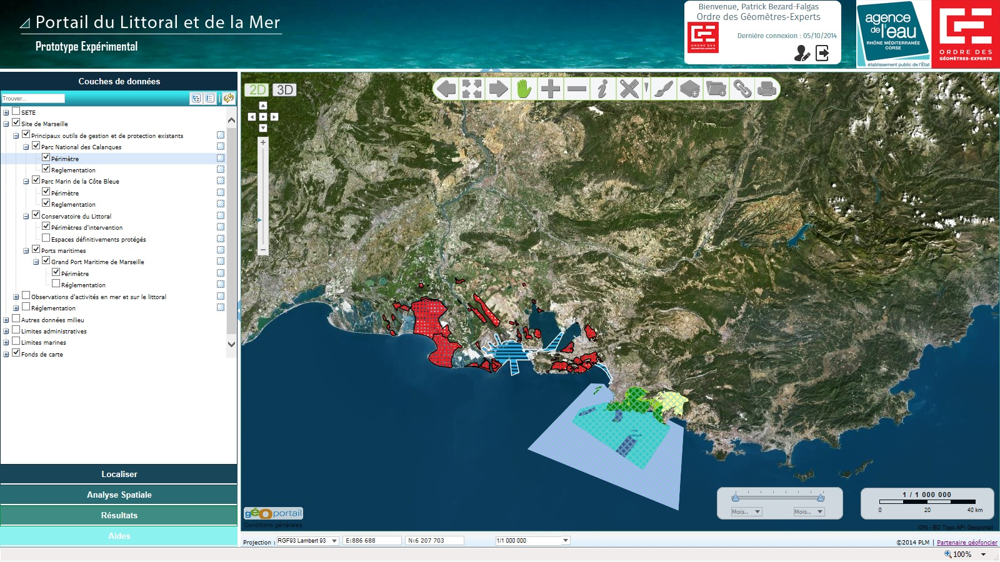 Portail du Littoral et de la Mer
Prototype Expérimental
Bienvenue, Patrick Bezard-Falgas
Ordre des Géomètres-Experts
ORDRE DES
GÉOMÈTRES-EXPERTS
Dernière connexion : 05/10/2014
agence
de l'eau
RHÔNE MÉDITERRANÉE
CORSE
établissement public de l'État
ORDRE DES
GÉOMÈTRES-EXPERTS
Couches de données
Trouver...
SETE
Site de Marseille
Principaux outils de gestion et de protection existants
Parc National des Calanques
Périmètre
Reglementation
Parc Marin de la Côte Bleue
Périmètre
Reglementation
Conservatoire du Littoral
Périmètres d'intervention
Espaces définitivements protégés
Ports maritimes
Grand Port Maritime de Marseille
Périmètre
Réglementation
Observations d'activités en mer et sur le littoral
Réglementation
Autres données milieu
Limites administratives
Limites marines
Fonds de carte
Localiser
Analyse Spatiale
Résultats
Aides
2D 3D
géoportail
Conditions générales
Mois.. Mois..
1 / 1 000 000
0 20 40 km
IGN - BD Topo API Geoportail
Projection : RGF93 Lambert 93 E:886 688 N:6 207 703 1/1 000 000
©2014 PLM | Partenaire géofoncier
100%